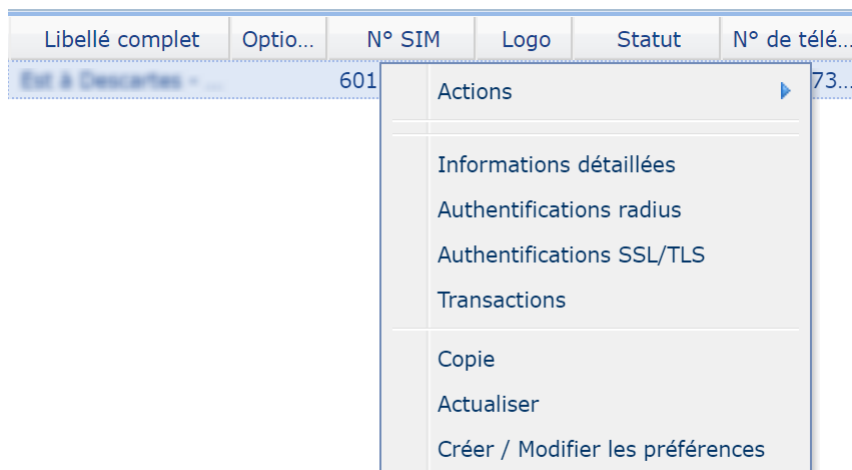 Libellé complet Optio... N° SIM Logo Statut N° de télé...
601 73...
Actions
Informations détaillées
Authentifications radius
Authentifications SSL/TLS
Transactions
Copie
Actualiser
Créer / Modifier les préférences